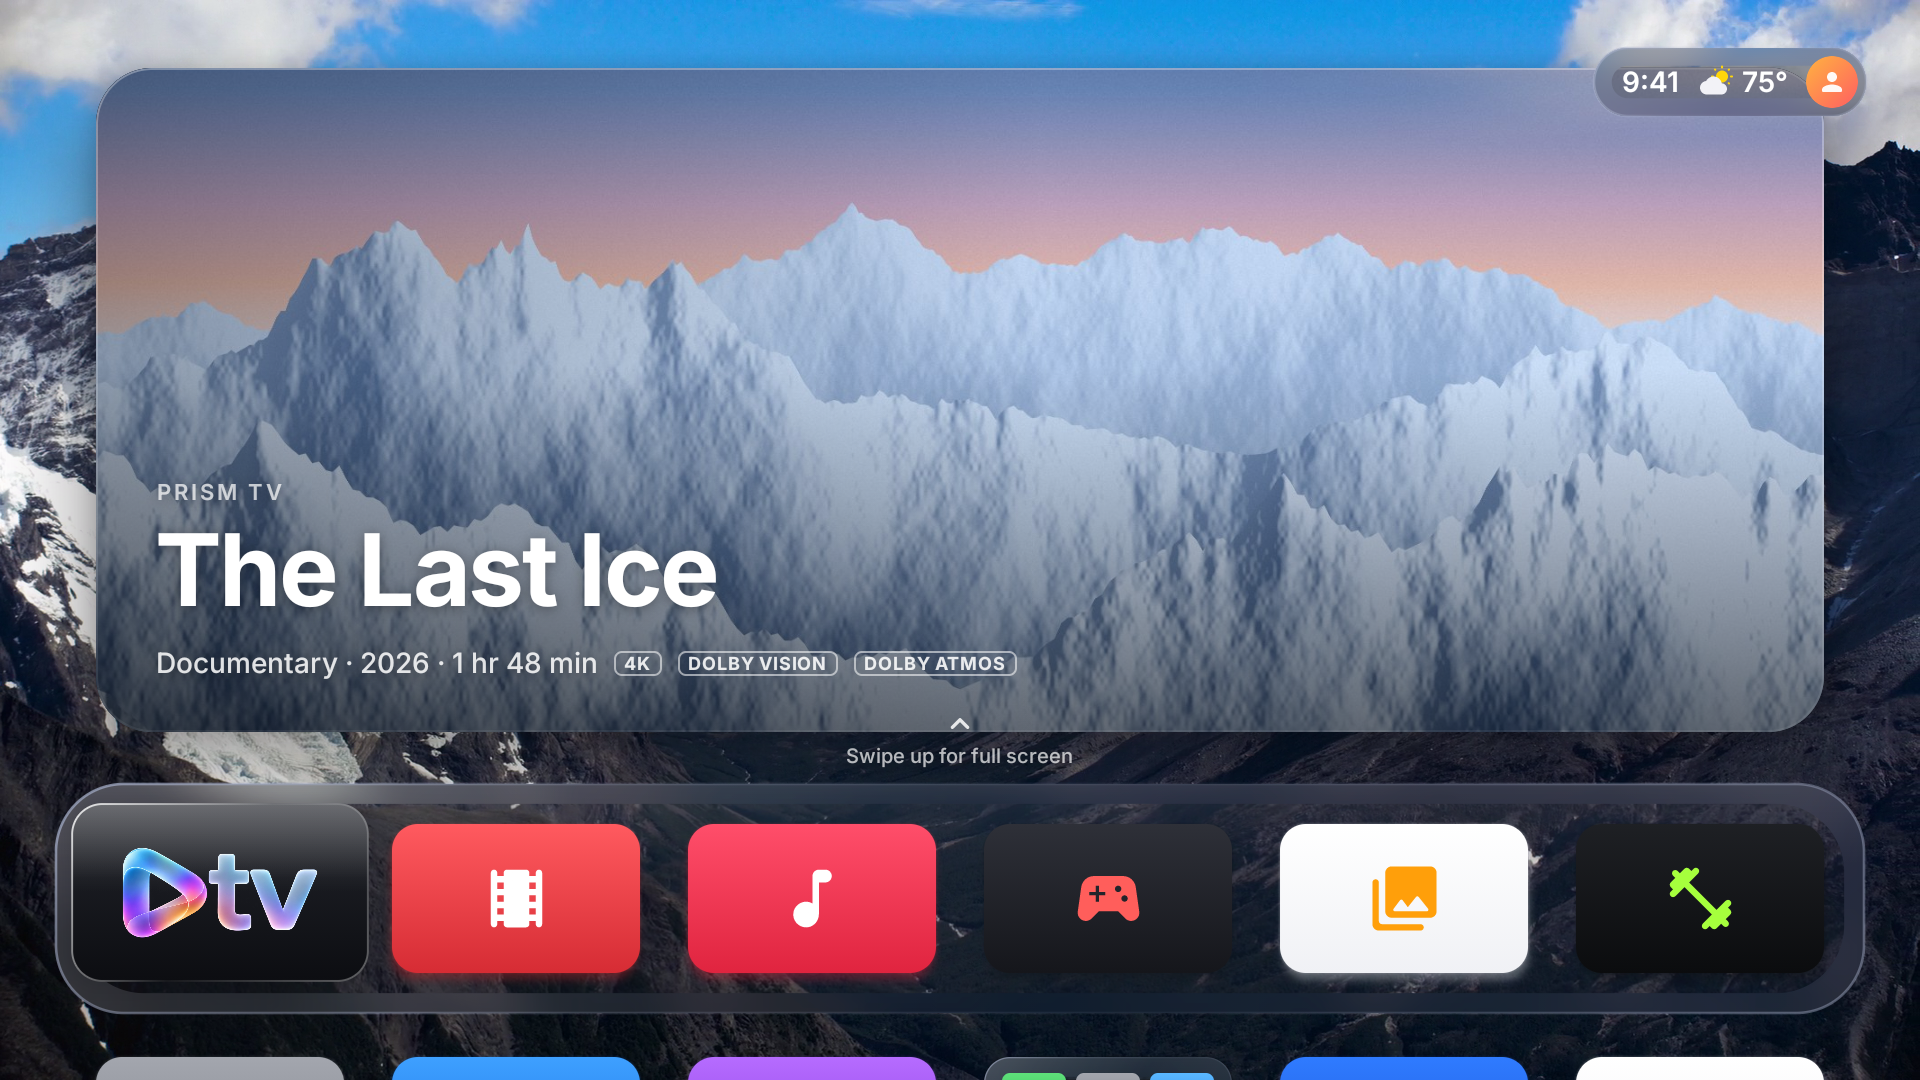 9:41 75°
PRISM TV
The Last Ice
Documentary · 2026 · 1 hr 48 min 4K DOLBY VISION DOLBY ATMOS
Swipe up for full screen
tv